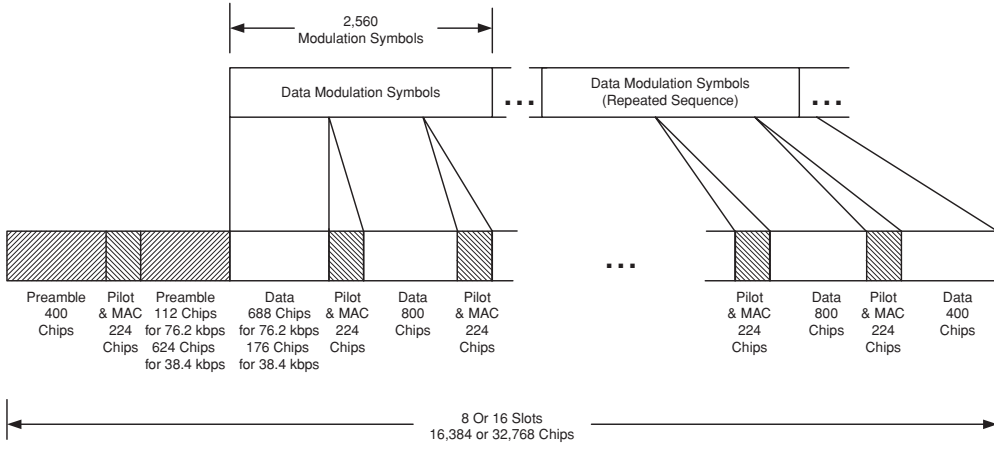 2,560
Modulation Symbols
Data Modulation Symbols
...
Data Modulation Symbols
(Repeated Sequence)
...
...
Preamble
400
Chips
Pilot
& MAC
224
Chips
Preamble
112 Chips
for 76.2 kbps
624 Chips
for 38.4 kbps
Data
688 Chips
for 76.2 kbps
176 Chips
for 38.4 kbps
Pilot
& MAC
224
Chips
Data
800
Chips
Pilot
& MAC
224
Chips
Pilot
& MAC
224
Chips
Data
800
Chips
Pilot
& MAC
224
Chips
Data
400
Chips
8 Or 16 Slots
16,384 or 32,768 Chips